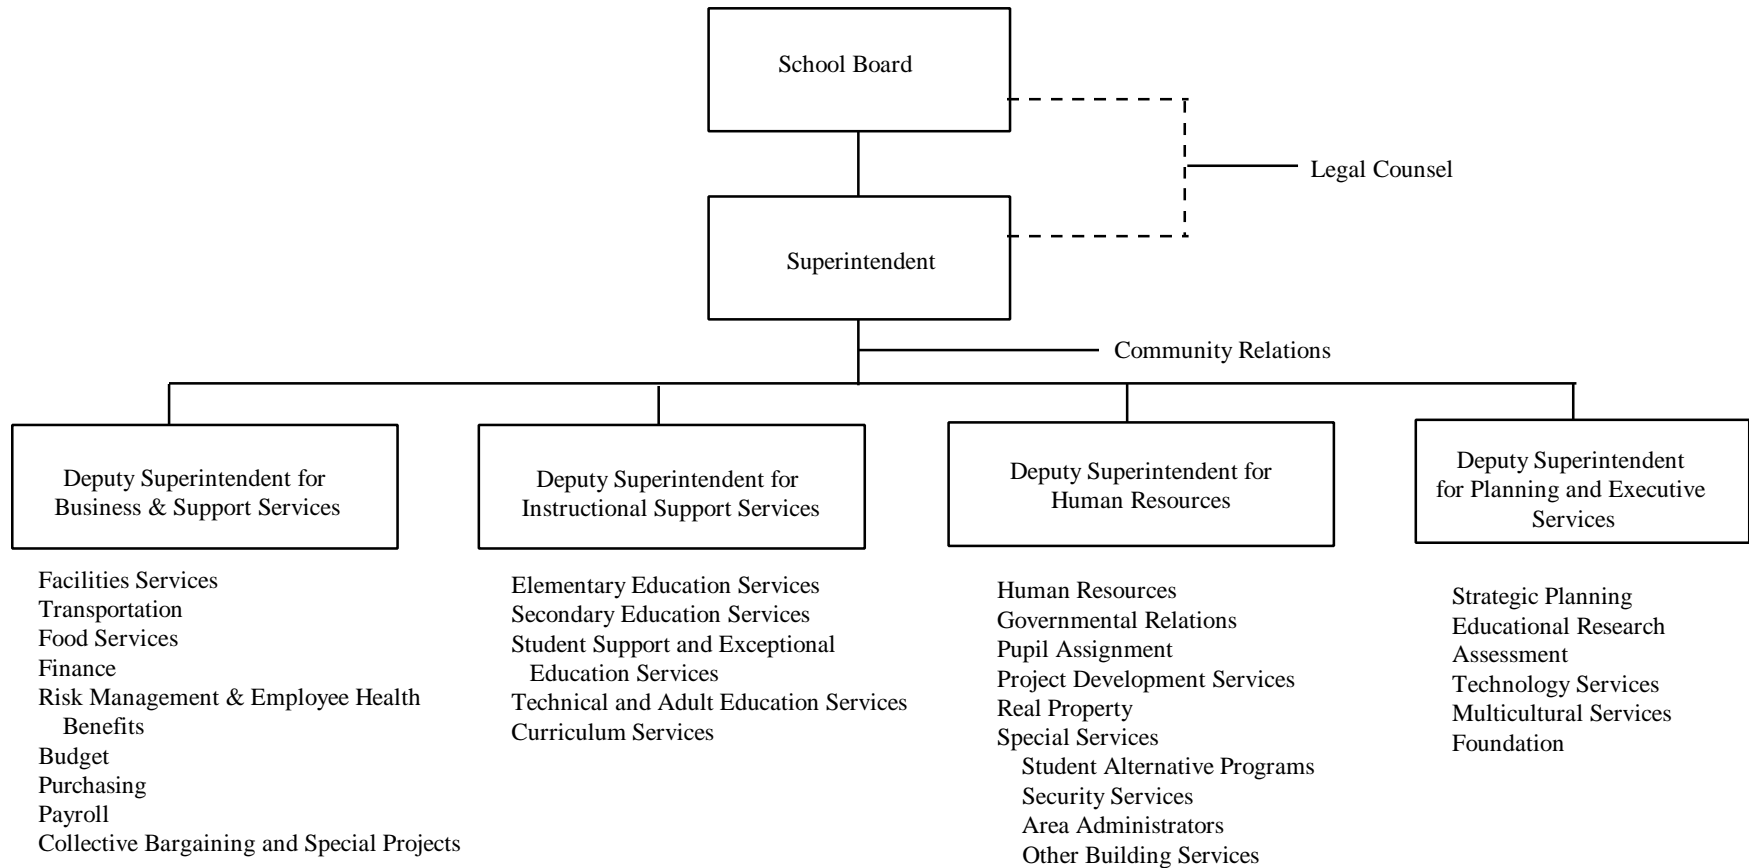 School Board
Legal Counsel
Superintendent
Community Relations
Deputy Superintendent for
Business & Support Services
Facilities Services
Transportation
Food Services
Finance
Risk Management & Employee Health
Benefits
Budget
Purchasing
Payroll
Collective Bargaining and Special Projects
Deputy Superintendent for
Instructional Support Services
Elementary Education Services
Secondary Education Services
Student Support and Exceptional
Education Services
Technical and Adult Education Services
Curriculum Services
Deputy Superintendent for
Human Resources
Human Resources
Governmental Relations
Pupil Assignment
Project Development Services
Real Property
Special Services
Student Alternative Programs
Security Services
Area Administrators
Other Building Services
Deputy Superintendent
for Planning and Executive
Services
Strategic Planning
Educational Research
Assessment
Technology Services
Multicultural Services
Foundation